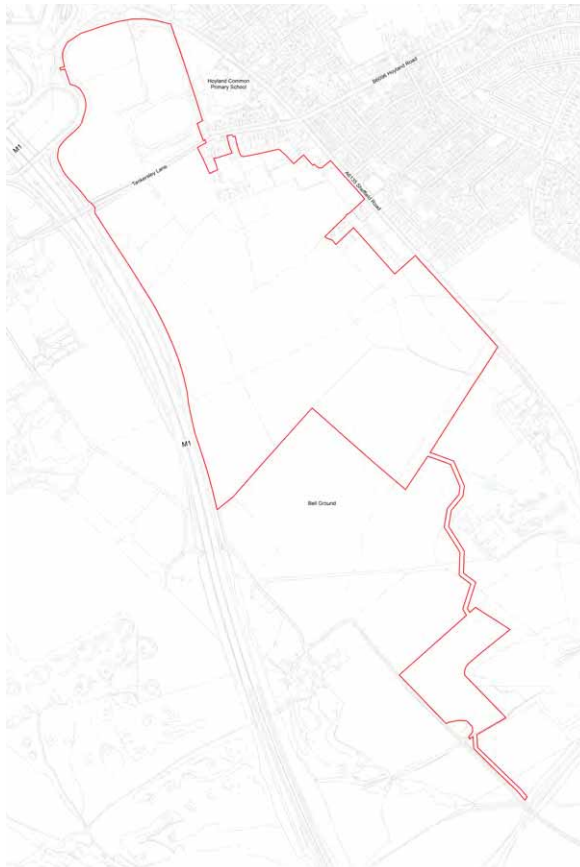 Hoyland Common
Primary School
B6096 Hoyland Road
M1
Tankersley Lane
A6135 Sheffield Road
M1
Bell Ground